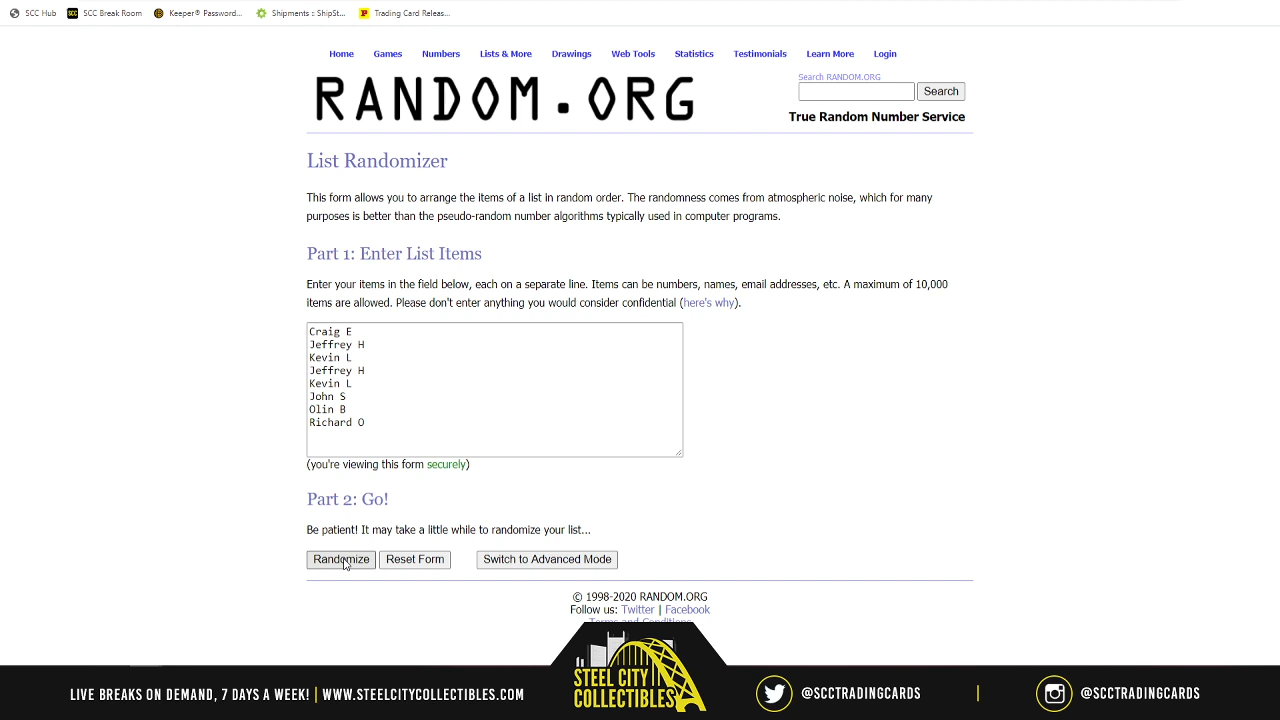 SCC Hub SCC Break Room Keeper® Password... Shipments :: ShipSt... Trading Card Releas...
Home Games Numbers Lists & More Drawings Web Tools Statistics Testimonials Learn More Login
RANDOM.ORG
Search RANDOM.ORG
Search
True Random Number Service
List Randomizer
This form allows you to arrange the items of a list in random order. The randomness comes from atmospheric noise, which for many
purposes is better than the pseudo-random number algorithms typically used in computer programs.
Part 1: Enter List Items
Enter your items in the field below, each on a separate line. Items can be numbers, names, email addresses, etc. A maximum of 10,000
items are allowed. Please don't enter anything you would consider confidential (here's why).
Craig E
Jeffrey H
Kevin L
Jeffrey H
Kevin L
John S
Olin B
Richard O
(you're viewing this form securely)
Part 2: Go!
Be patient! It may take a little while to randomize your list...
Randomize Reset Form Switch to Advanced Mode
© 1998-2020 RANDOM.ORG
Follow us: Twitter | Facebook
Terms and Conditions
STEEL CITY
COLLECTIBLES
LIVE BREAKS ON DEMAND, 7 DAYS A WEEK! | WWW.STEELCITYCOLLECTIBLES.COM
@SCCTRADINGCARDS | @SCCTRADINGCARDS